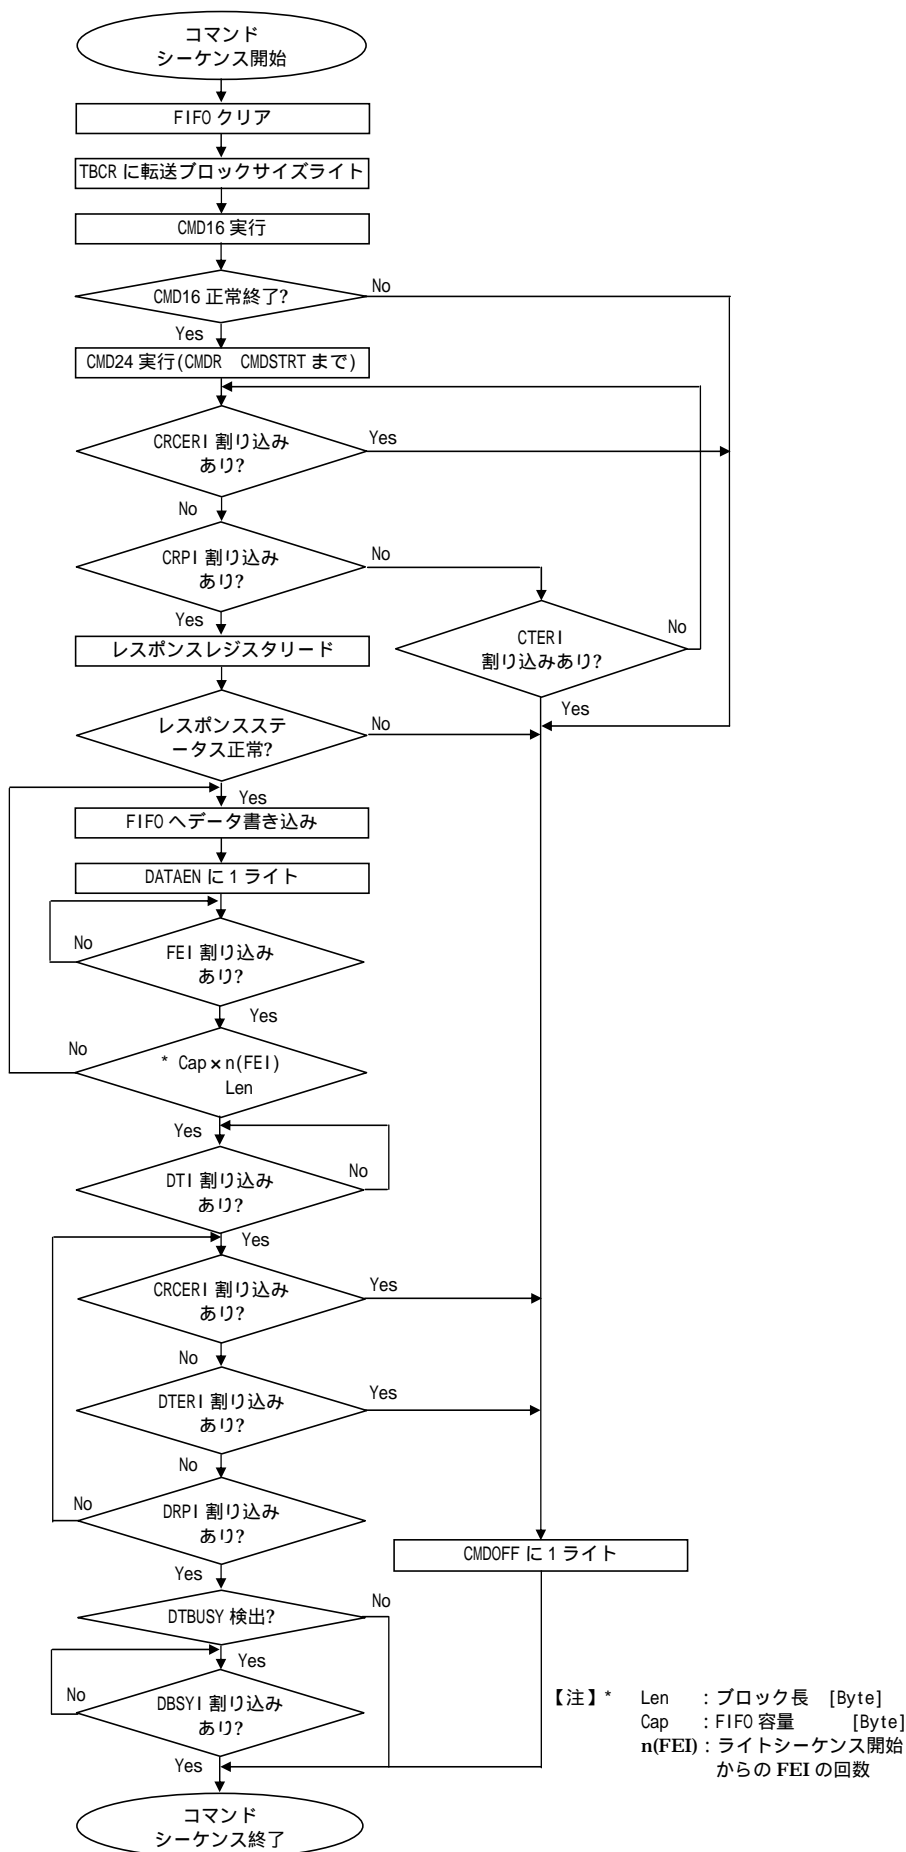 コマンド
シーケンス開始
FIFO クリア
TBCR に転送ブロックサイズライト
CMD16 実行
CMD16 正常終了?
No
Yes
CMD24 実行(CMDR CMDSTRT まで)
CRCERI 割り込み
あり?
Yes
No
CRPI 割り込み
あり?
No
Yes
CTERI
割り込みあり?
No
Yes
レスポンスレジスタリード
レスポンスステ
ータス正常?
No
Yes
FIFO へデータ書き込み
DATAEN に 1 ライト
FEI 割り込み
あり?
No
Yes
* Cap×n(FEI)
Len
No
Yes
DTI 割り込み
あり?
No
Yes
CRCERI 割り込み
あり?
Yes
No
DTERI 割り込み
あり?
Yes
No
DRPI 割り込み
あり?
No
Yes
CMDOFF に 1 ライト
DTBUSY 検出?
No
Yes
DBSYI 割り込み
あり?
No
Yes
コマンド
シーケンス終了
【注】* Len :ブロック長 [Byte]
Cap :FIFO 容量 [Byte]
n(FEI):ライトシーケンス開始
からの FEI の回数